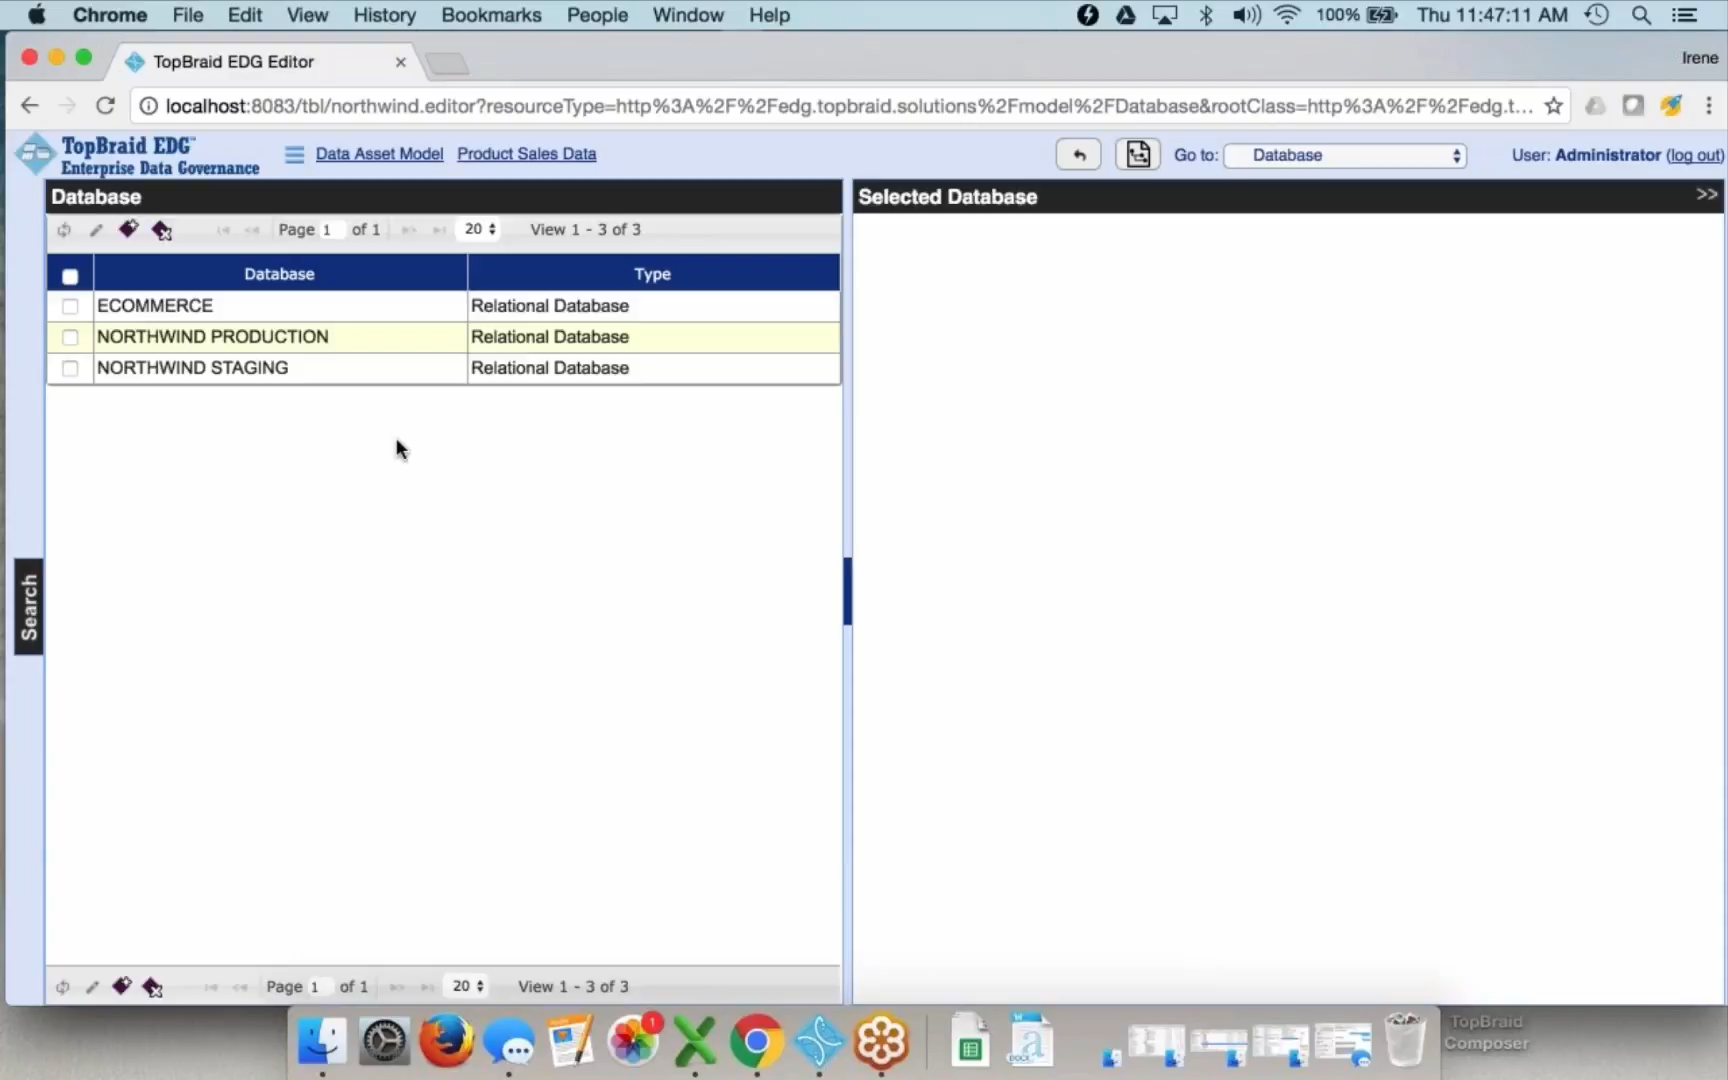 Chrome File Edit View History Bookmarks People Window Help 100% Thu 11:47:11 AM
TopBraid EDG Editor × Irene
localhost:8083/tbl/northwind.editor?resourceType=http%3A%2F%2Fedg.topbraid.solutions%2Fmodel%2FDatabase&rootClass=http%3A%2F%2Fedg.t...
TopBraid EDG™
Enterprise Data Governance
Data Asset Model Product Sales Data Go to: Database User: Administrator (log out)
Database
Selected Database >>
Page 1 of 1 20 View 1 - 3 of 3
Database Type
ECOMMERCE Relational Database
NORTHWIND PRODUCTION Relational Database
NORTHWIND STAGING Relational Database
Search
Page 1 of 1 20 View 1 - 3 of 3
1
W
a
DOCX
TopBraid
Composer